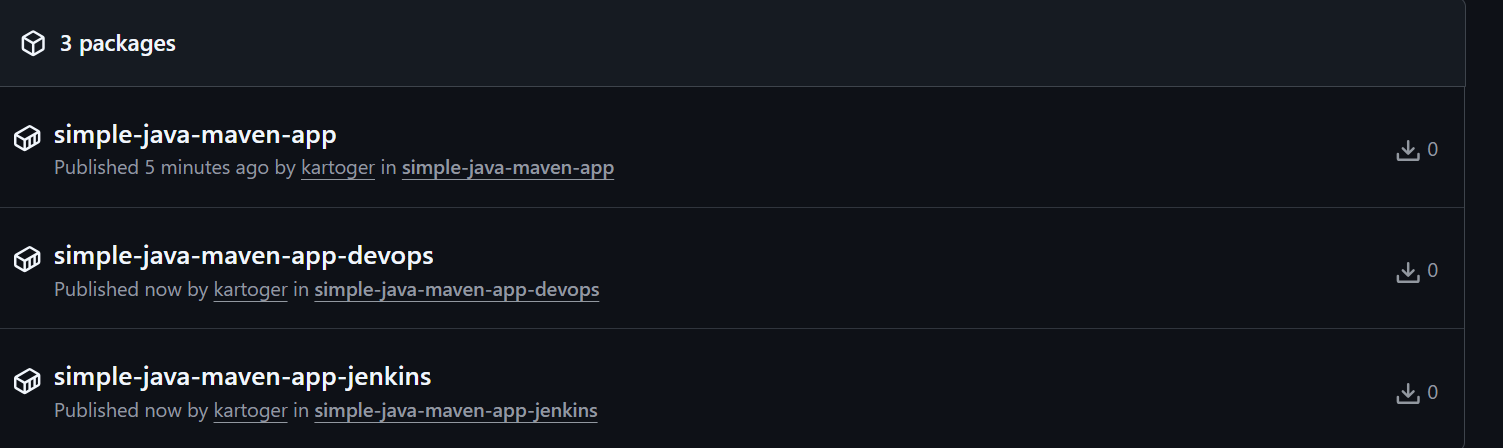 3 packages
simple-java-maven-app
Published 5 minutes ago by kartoger in simple-java-maven-app
0
simple-java-maven-app-devops
Published now by kartoger in simple-java-maven-app-devops
0
simple-java-maven-app-jenkins
Published now by kartoger in simple-java-maven-app-jenkins
0